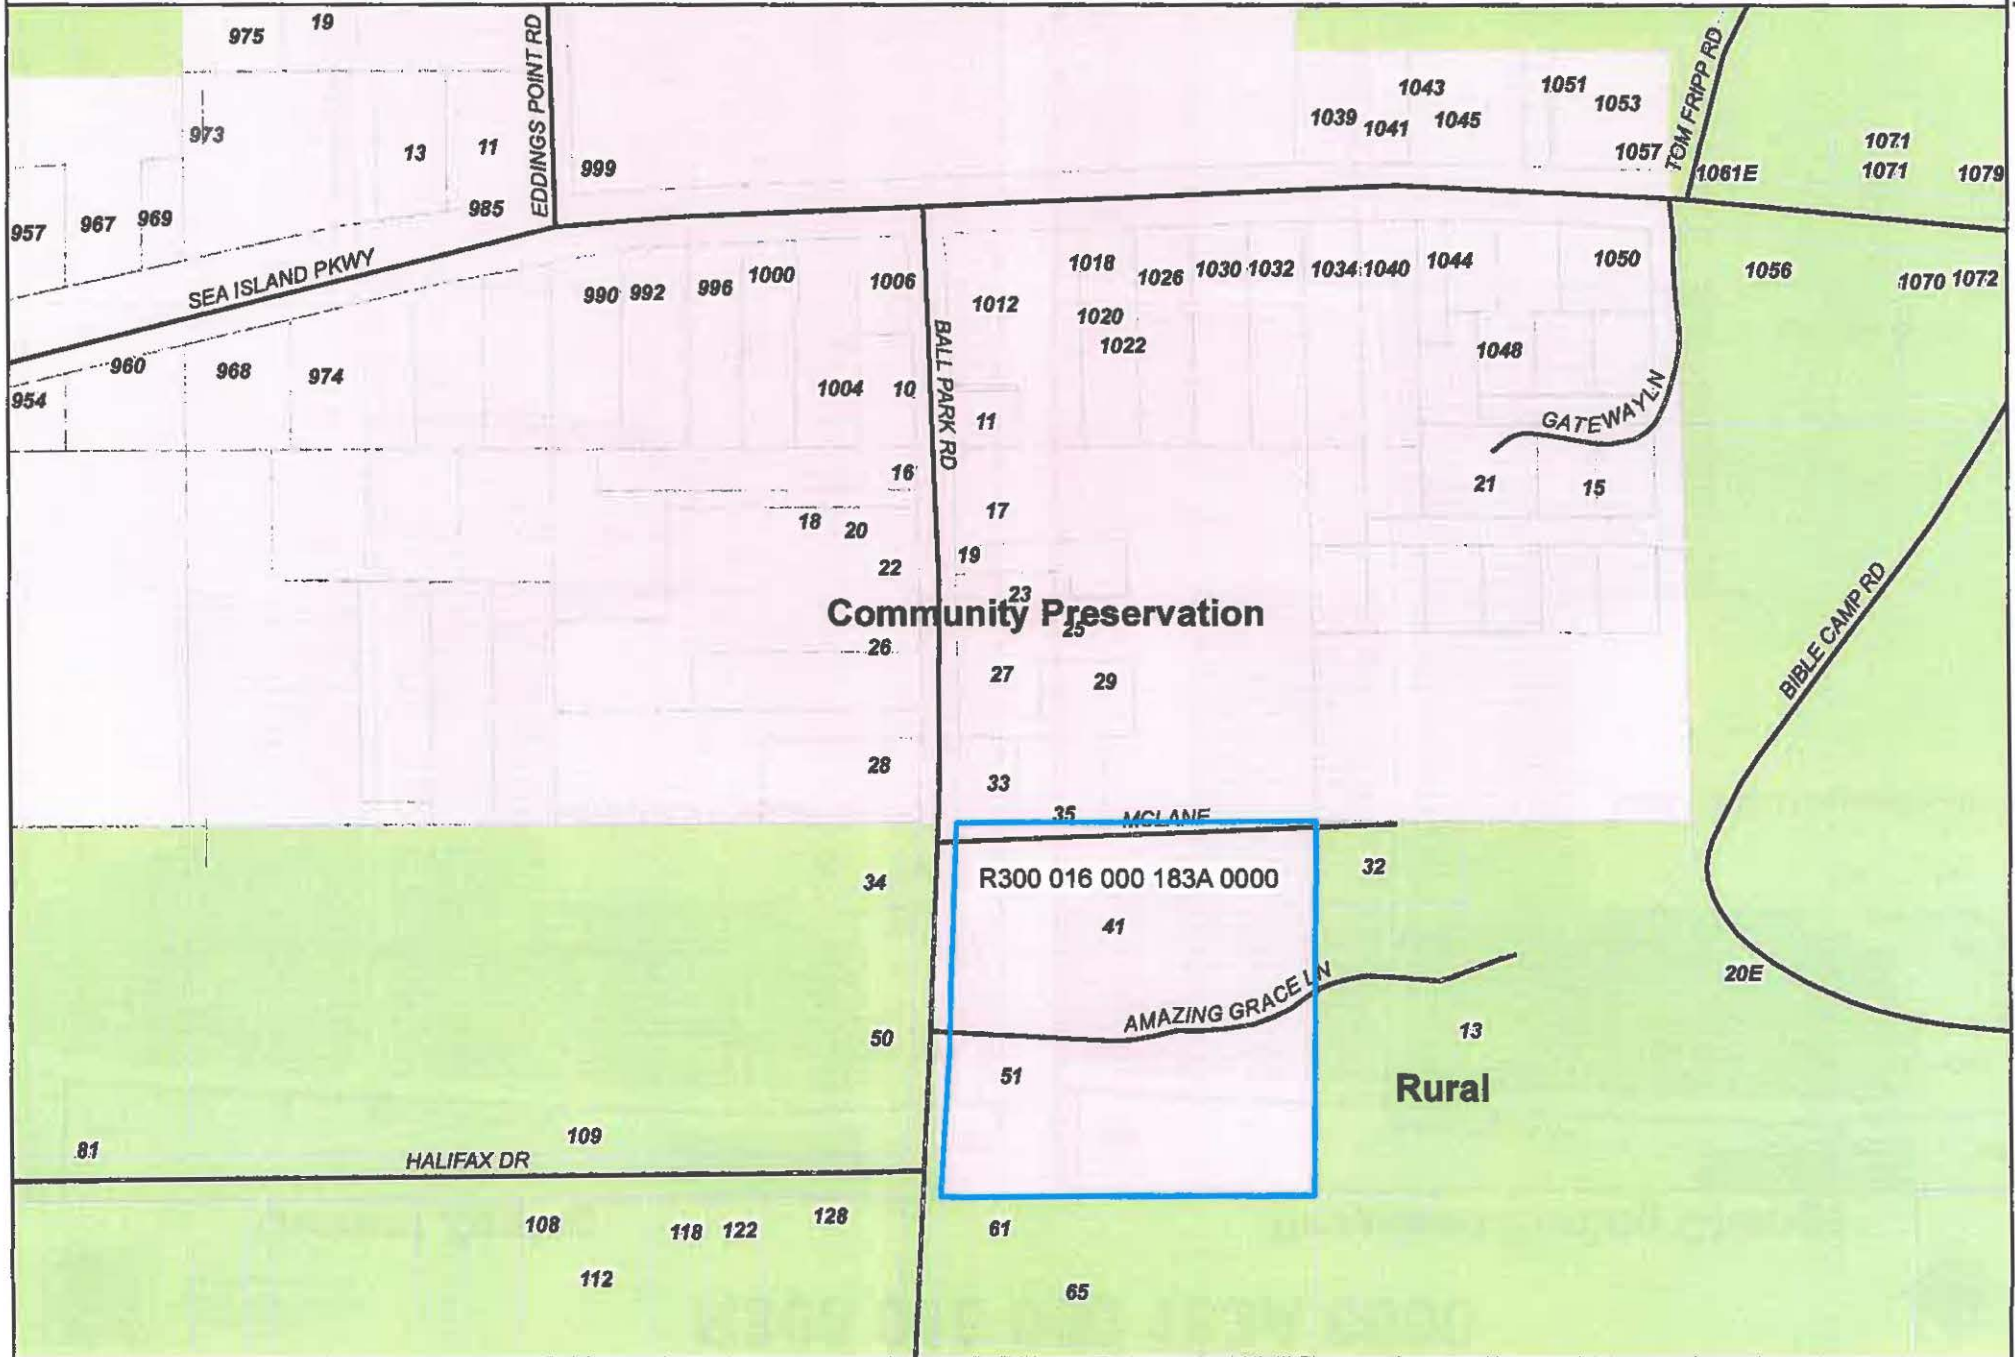 975 19
EDDINGS POINT RD
TOM FRIPP RD
1043 1051
1039 1041 1045 1053
973
13 11
1057
1071
999
1061E 1071 1079
957 967 969 985
SEA ISLAND PKWY
990 992 996 1000 1006
1012 1018 1026 1030 1032 1034 1040 1044 1050 1056 1070 1072
1020
1022
1048
BALL PARK RD
954 960 968 974
1004 10
11
GATEWAY LN
16
17
21 15
18 20
19
22
23
Community Preservation
25
26
27 29
BIBLE CAMP RD
28
33
35 MCLANE
34
R300 016 000 183A 0000
32
41
20E
AMAZING GRACE LN
50
13
51
Rural
81 109
HALIFAX DR
108 118 122 128
61
112
65